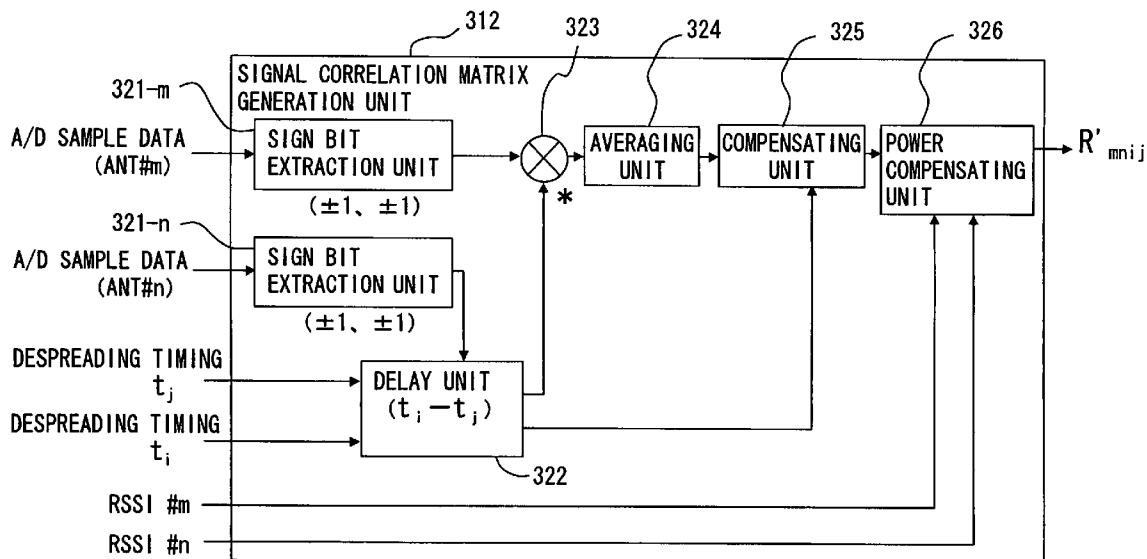 312
323
324
325
326
SIGNAL CORRELATION MATRIX
GENERATION UNIT
321-m
A/D SAMPLE DATA
(ANT#m)
SIGN BIT
EXTRACTION UNIT
(±1、±1)
*
AVERAGING
UNIT
COMPENSATING
UNIT
POWER
COMPENSATING
UNIT
R'mnij
321-n
A/D SAMPLE DATA
(ANT#n)
SIGN BIT
EXTRACTION UNIT
(±1、±1)
DESPREADING TIMING
tj
DELAY UNIT
(ti−tj)
DESPREADING TIMING
ti
322
RSSI #m
RSSI #n